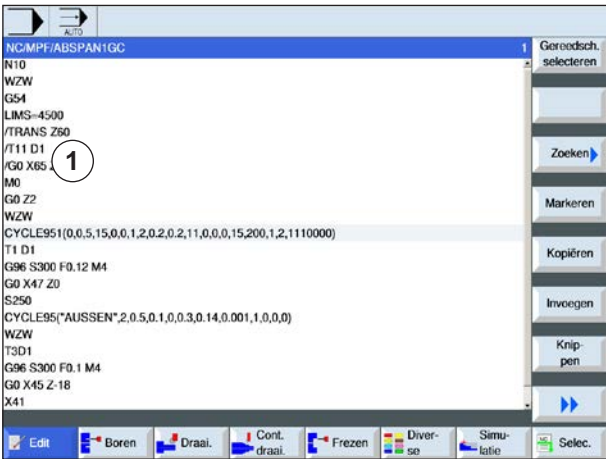 AUTO
NC/MPF/ABSPAN1GC 1
N10
WZW
G54
LIMS=4500
/TRANS Z60
/T11 D1
/G0 X65
1
M0
G0 Z2
WZW
CYCLE951(0,0,5,15,0,0,1,2,0.2,0.2,11,0,0,0,15,200,1,2,1110000)
T1 D1
G96 S300 F0.12 M4
G0 X47 Z0
S250
CYCLE95("AUSSEN",2,0.5,0.1,0,0.3,0.14,0.001,1,0,0,0)
WZW
T3D1
G96 S300 F0.1 M4
G0 X45 Z-18
X41
Gereedsch.
selecteren
Zoeken
Markeren
Kopiëren
Invoegen
Knip-
pen
Edit
Boren
Draai.
Cont.
draai.
Frezen
Diver-
se
Simu-
latie
Selec.